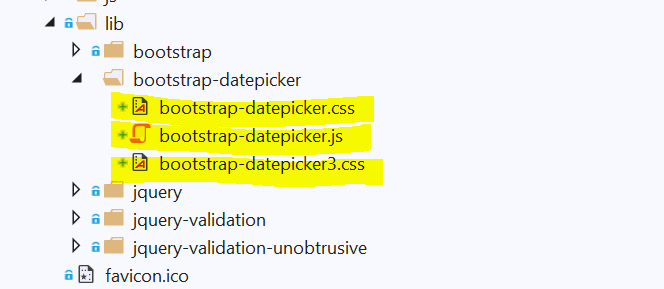 js
lib
bootstrap
bootstrap-datepicker
bootstrap-datepicker.css
bootstrap-datepicker.js
bootstrap-datepicker3.css
jquery
jquery-validation
jquery-validation-unobtrusive
favicon.ico